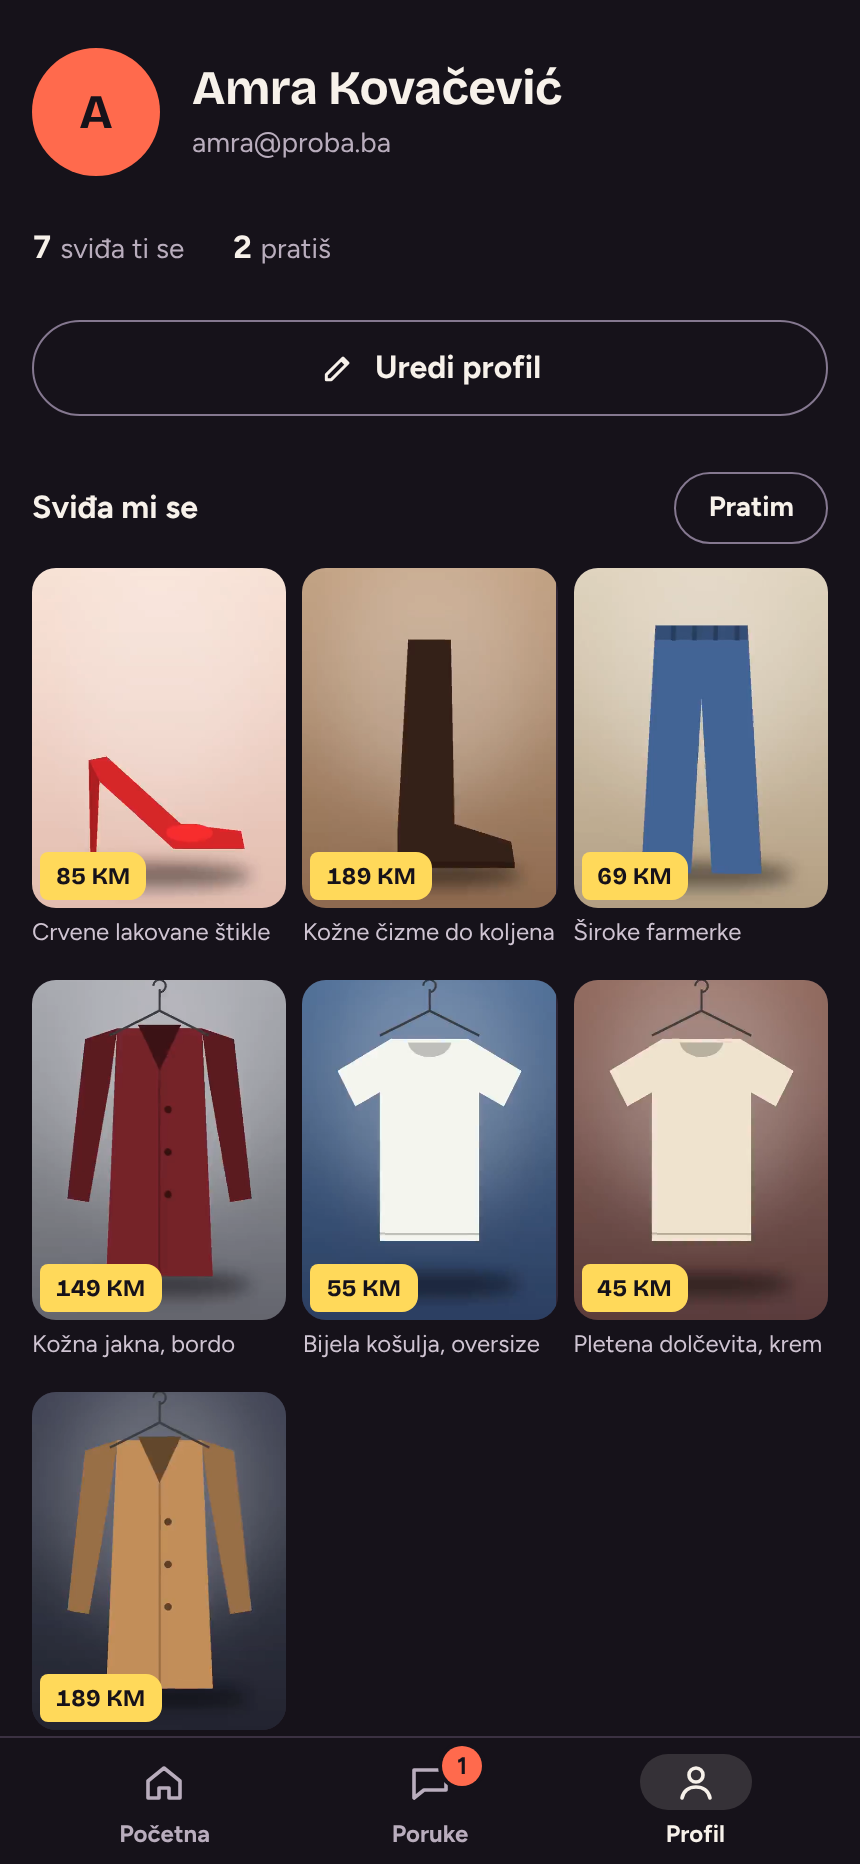 A
Amra Kovačević
amra@proba.ba
7 sviđa ti se 2 pratiš
Uredi profil
Sviđa mi se
Pratim
85 KM
189 KM
69 KM
Crvene lakovane štikle
Kožne čizme do koljena
Široke farmerke
149 KM
55 KM
45 KM
Kožna jakna, bordo
Bijela košulja, oversize
Pletena dolčevita, krem
189 KM
1
Početna
Poruke
Profil